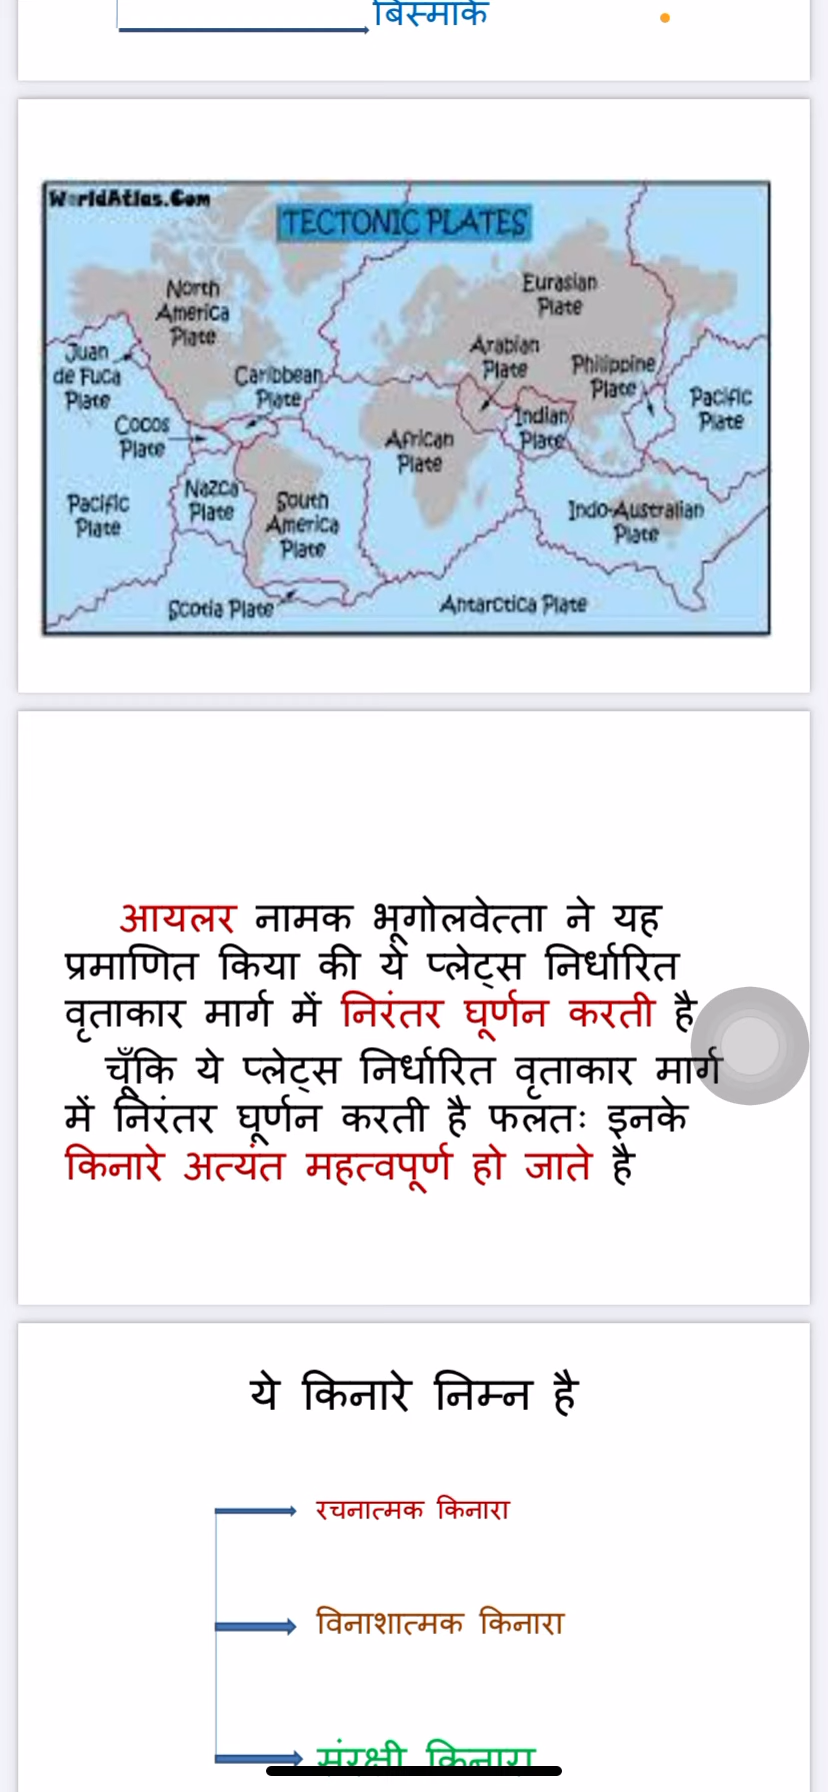 बिस्मार्क
WorldAtlas.Com
TECTONIC PLATES
North
America
Plate
Eurasian
Plate
Juan
de Fuca
Plate
Caribbean
Plate
Arabian
Plate
Philippine
Plate
Pacific
Plate
Cocos
Plate
African
Plate
Indian
Plate
Pacific
Plate
Nazca
Plate
South
America
Plate
Indo-Australian
Plate
Scotia Plate
Antarctica Plate
आयलर नामक भूगोलवेत्ता ने यह
प्रमाणित किया की ये प्लेट्स निर्धारित
वृताकार मार्ग में निरंतर घूर्णन करती है
चूँकि ये प्लेट्स निर्धारित वृताकार मार्ग
में निरंतर घूर्णन करती है फलतः इनके
किनारे अत्यंत महत्वपूर्ण हो जाते है
ये किनारे निम्न है
रचनात्मक किनारा
विनाशात्मक किनारा
संरक्षी किनारा